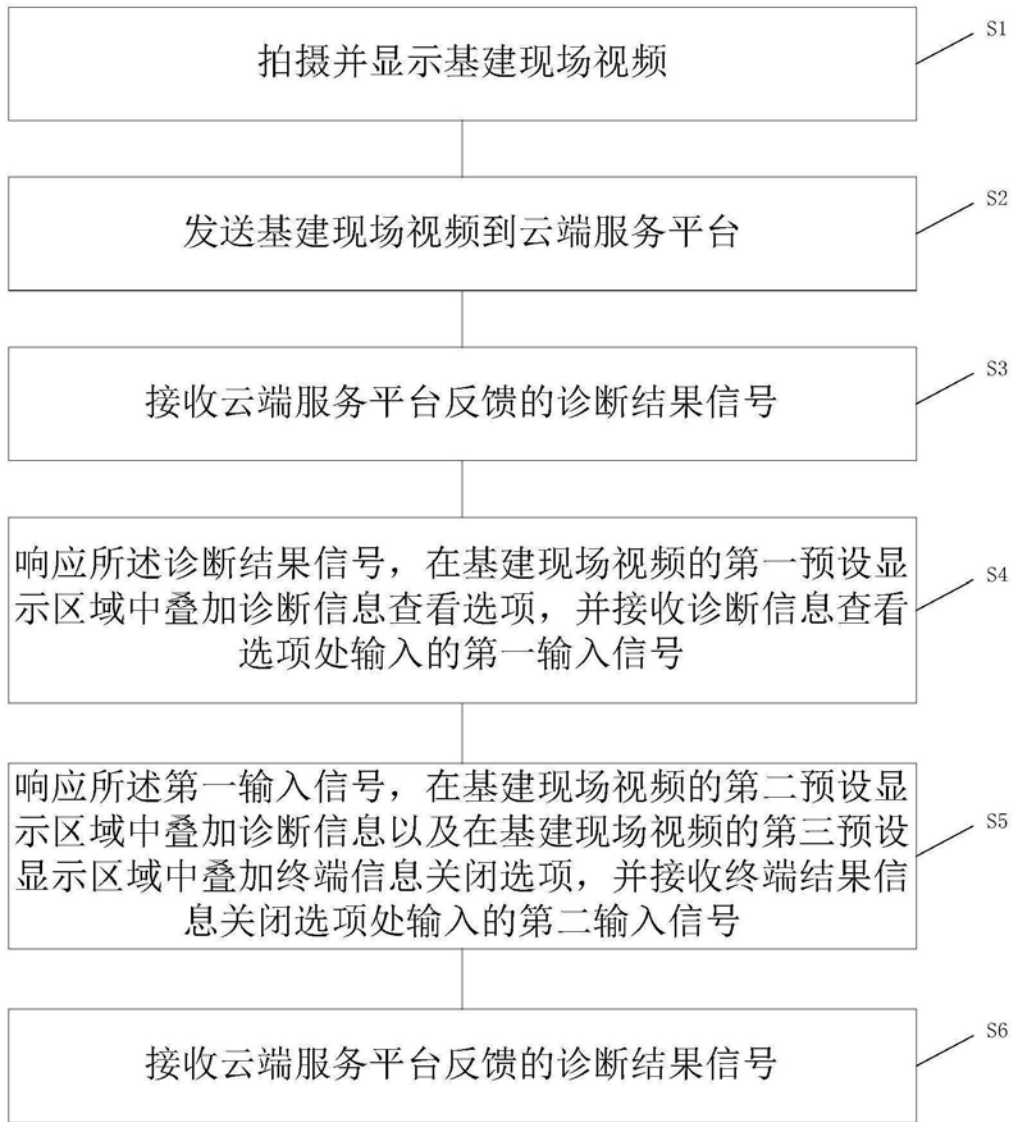 拍摄并显示基建现场视频
S1
发送基建现场视频到云端服务平台
S2
接收云端服务平台反馈的诊断结果信号
S3
响应所述诊断结果信号，在基建现场视频的第一预设显
示区域中叠加诊断信息查看选项，并接收诊断信息查看
选项处输入的第一输入信号
S4
响应所述第一输入信号，在基建现场视频的第二预设显
示区域中叠加诊断信息以及在基建现场视频的第三预设
显示区域中叠加终端信息关闭选项，并接收终端结果信
息关闭选项处输入的第二输入信号
S5
接收云端服务平台反馈的诊断结果信号
S6